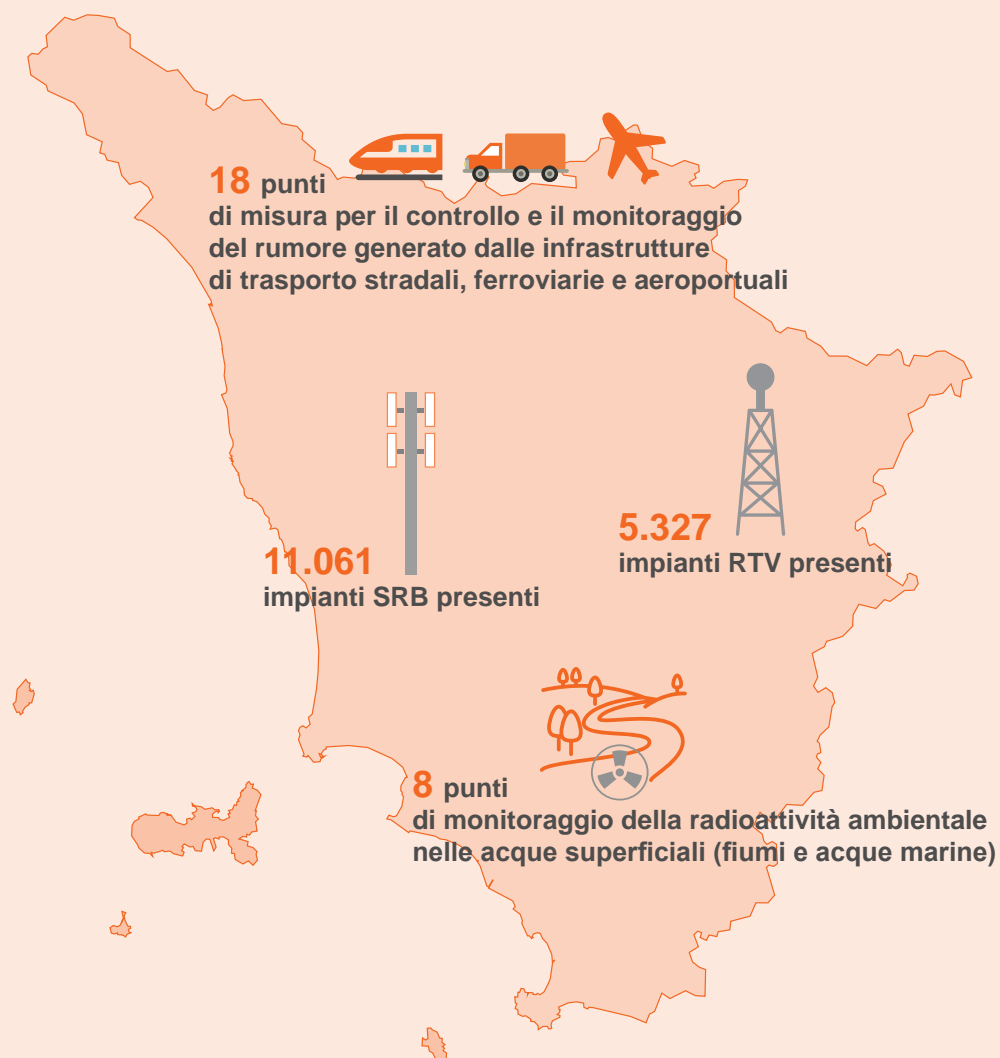 18 punti
di misura per il controllo e il monitoraggio
del rumore generato dalle infrastrutture
di trasporto stradali, ferroviarie e aeroportuali
5.327
impianti RTV presenti
11.061
impianti SRB presenti
8 punti
di monitoraggio della radioattività ambientale
nelle acque superficiali (fiumi e acque marine)